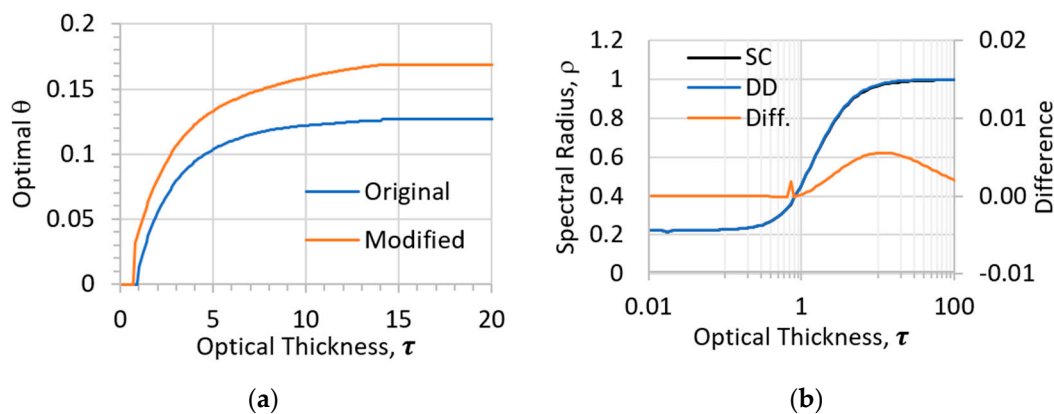 0.2
0.15
0.1
0.05
0
Optimal θ
Original
Modified
0 5 10 15 20
Optical Thickness, τ
(a)
1.2
1
0.8
0.6
0.4
0.2
0
Spectral Radius, ρ
SC
DD
Diff.
0.02
0.01
0.00
-0.01
Difference
0.01 1 100
Optical Thickness, τ
(b)